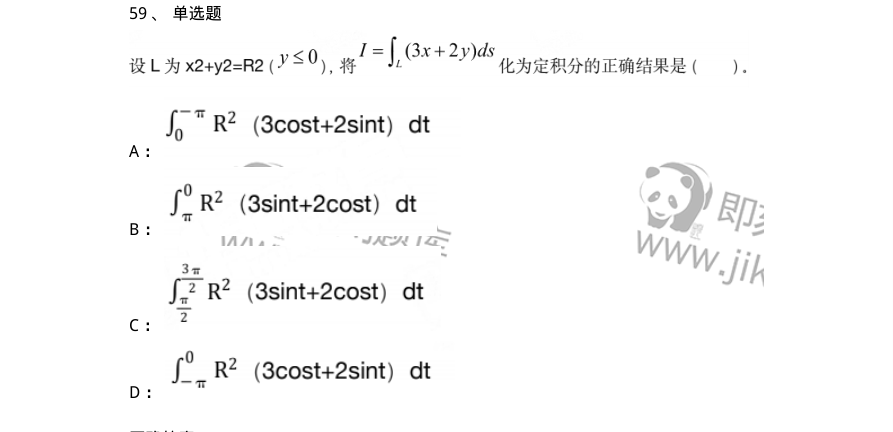 59 、 单选题
设 L 为 x2+y2=R2 ( y ≤ 0 ), 将 I = ∫_L (3x + 2y)ds 化为定积分的正确结果是 ( )。
A： ∫_0^{-π} R² （3cost+2sint） dt
B： ∫_π^0 R² （3sint+2cost） dt
C： ∫_{π/2}^{3π/2} R² （3sint+2cost） dt
D： ∫_{-π}^0 R² （3cost+2sint） dt
www.jik